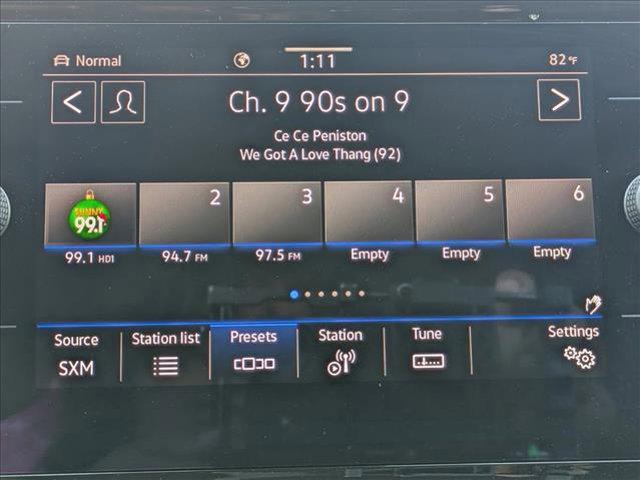 Normal
1:11
82°F
Ch. 9 90s on 9
Ce Ce Peniston
We Got A Love Thang (92)
SUNNY
99.1
2
3
4
5
6
99.1 HD1
94.7 FM
97.5 FM
Empty
Empty
Empty
Source
SXM
Station list
Presets
Station
Tune
Settings